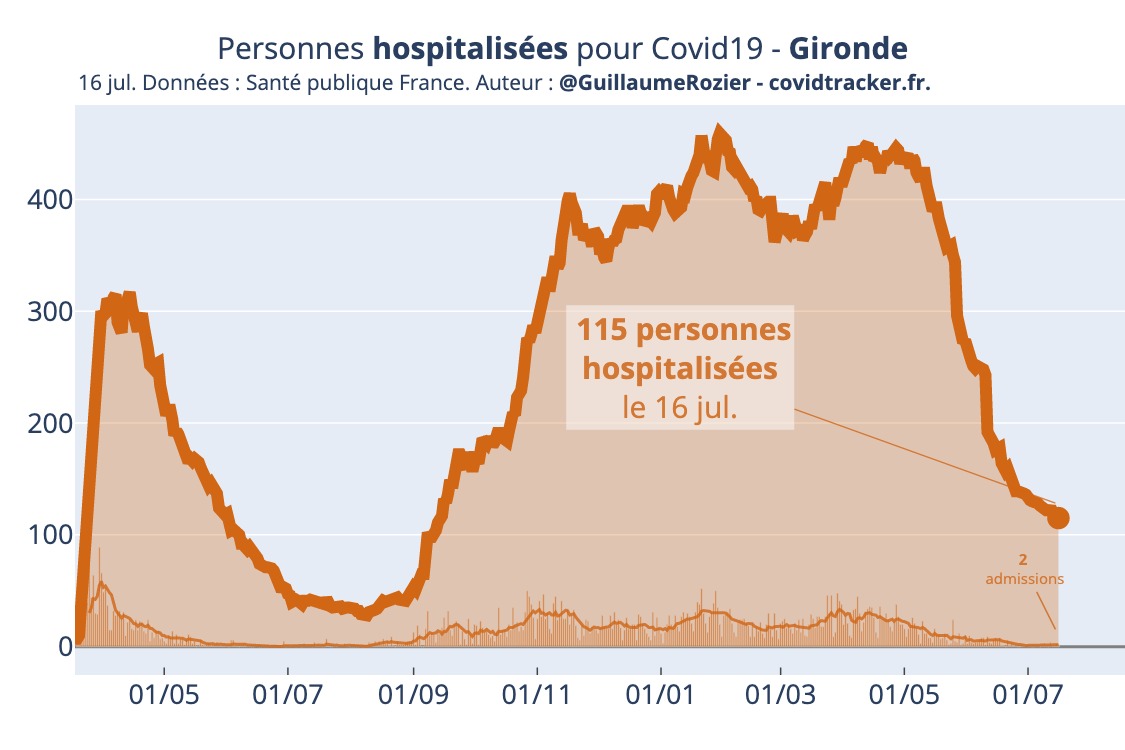 Personnes hospitalisées pour Covid19 - Gironde
16 jul. Données : Santé publique France. Auteur : @GuillaumeRozier - covidtracker.fr.
400
300
200
100
0
115 personnes
hospitalisées
le 16 jul.
2
admissions
01/05 01/07 01/09 01/11 01/01 01/03 01/05 01/07